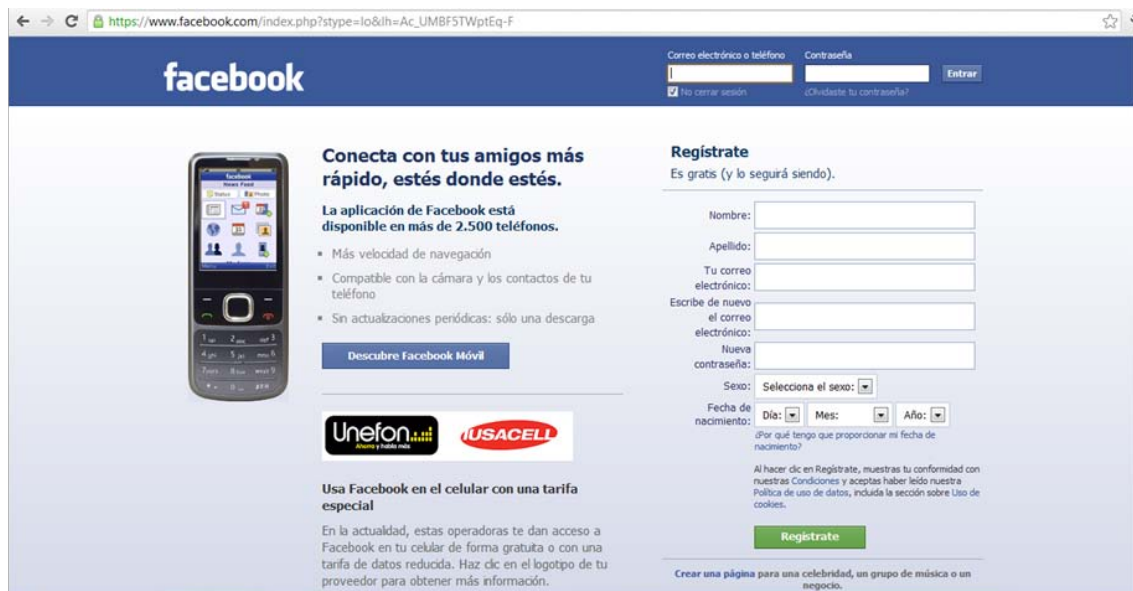 https://www.facebook.com/index.php?stype=lo&lh=Ac_UMBF5TWptEq-F
facebook
Correo electrónico o teléfono
Contraseña
Entrar
No cerrar sesión
¿Olvidaste tu contraseña?
facebook
News Feed
Status
Photo
Conecta con tus amigos más
rápido, estés donde estés.
La aplicación de Facebook está
disponible en más de 2.500 teléfonos.
Más velocidad de navegación
Compatible con la cámara y los contactos de tu
teléfono
Sin actualizaciones periódicas: sólo una descarga
Descubre Facebook Móvil
Unefon
Ahorra y habla más
IUSACELL
Usa Facebook en el celular con una tarifa
especial
En la actualidad, estas operadoras te dan acceso a
Facebook en tu celular de forma gratuita o con una
tarifa de datos reducida. Haz clic en el logotipo de tu
proveedor para obtener más información.
Regístrate
Es gratis (y lo seguirá siendo).
Nombre:
Apellido:
Tu correo
electrónico:
Escribe de nuevo
el correo
electrónico:
Nueva
contraseña:
Sexo: Selecciona el sexo:
Fecha de
nacimiento:
Día: Mes: Año:
¿Por qué tengo que proporcionar mi fecha de
nacimiento?
Al hacer clic en Regístrate, muestras tu conformidad con
nuestras Condiciones y aceptas haber leído nuestra
Política de uso de datos, incluida la sección sobre Uso de
cookies.
Regístrate
Crear una página para una celebridad, un grupo de música o un
negocio.